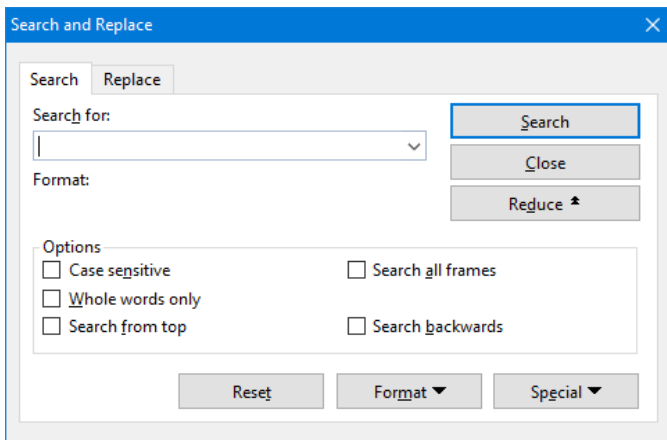 Search and Replace
Search Replace
Search for:
Search
Close
Format:
Reduce
Options
Case sensitive Search all frames
Whole words only
Search from top Search backwards
Reset Format Special